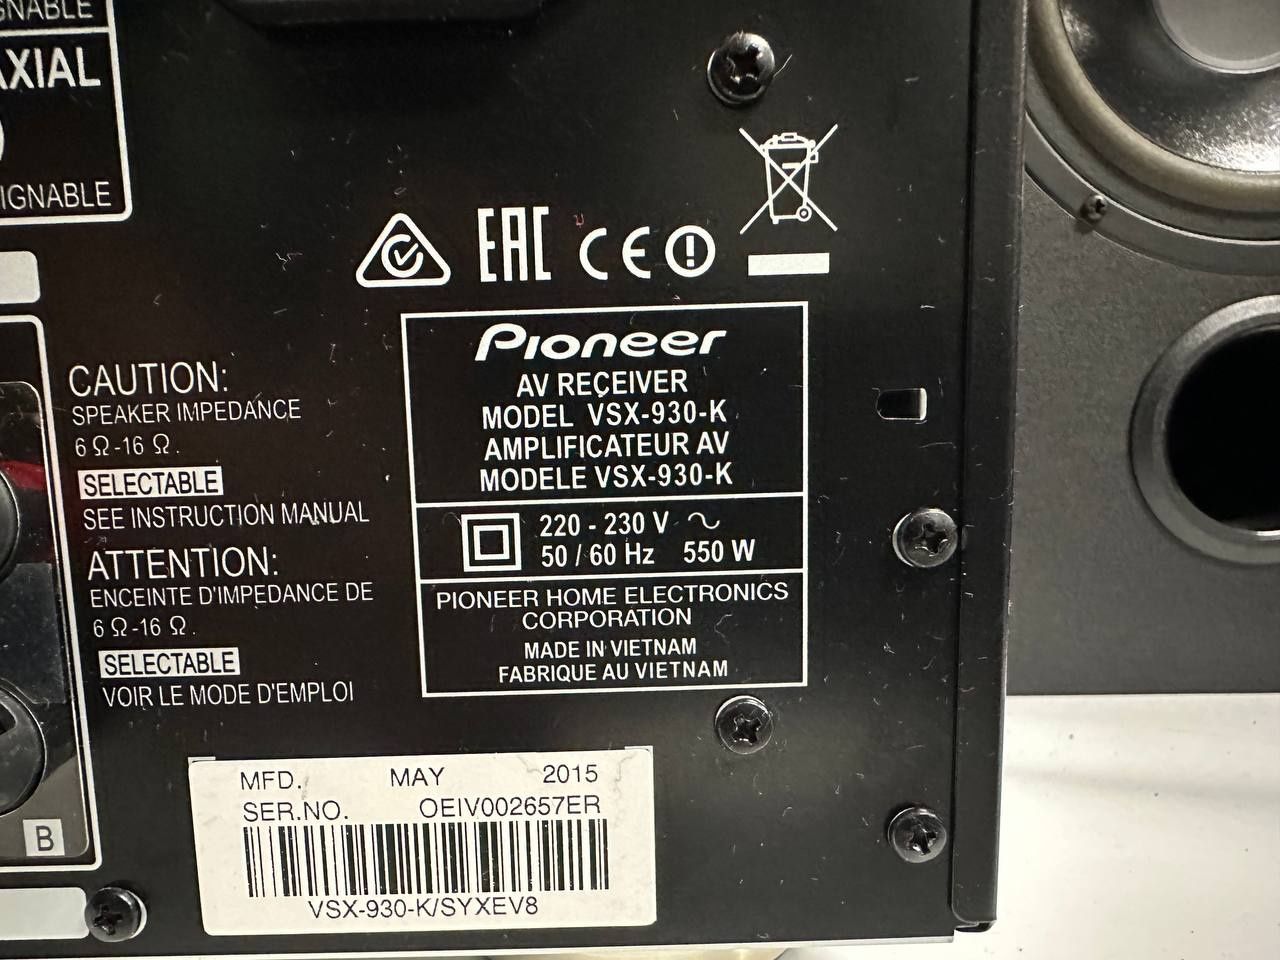 AXIAL
CAUTION:
SPEAKER IMPEDANCE
6 Ω -16 Ω .
SELECTABLE
SEE INSTRUCTION MANUAL
ATTENTION:
ENCEINTE D'IMPEDANCE DE
6 Ω -16 Ω .
SELECTABLE
VOIR LE MODE D'EMPLOI
B
EAC CE
Pioneer
AV RECEIVER
MODEL VSX-930-K
AMPLIFICATEUR AV
MODELE VSX-930-K
220 - 230 V ~
50 / 60 Hz 550 W
PIONEER HOME ELECTRONICS
CORPORATION
MADE IN VIETNAM
FABRIQUE AU VIETNAM
MFD. MAY 2015
SER.NO. OEIV002657ER
VSX-930-K/SYXEV8